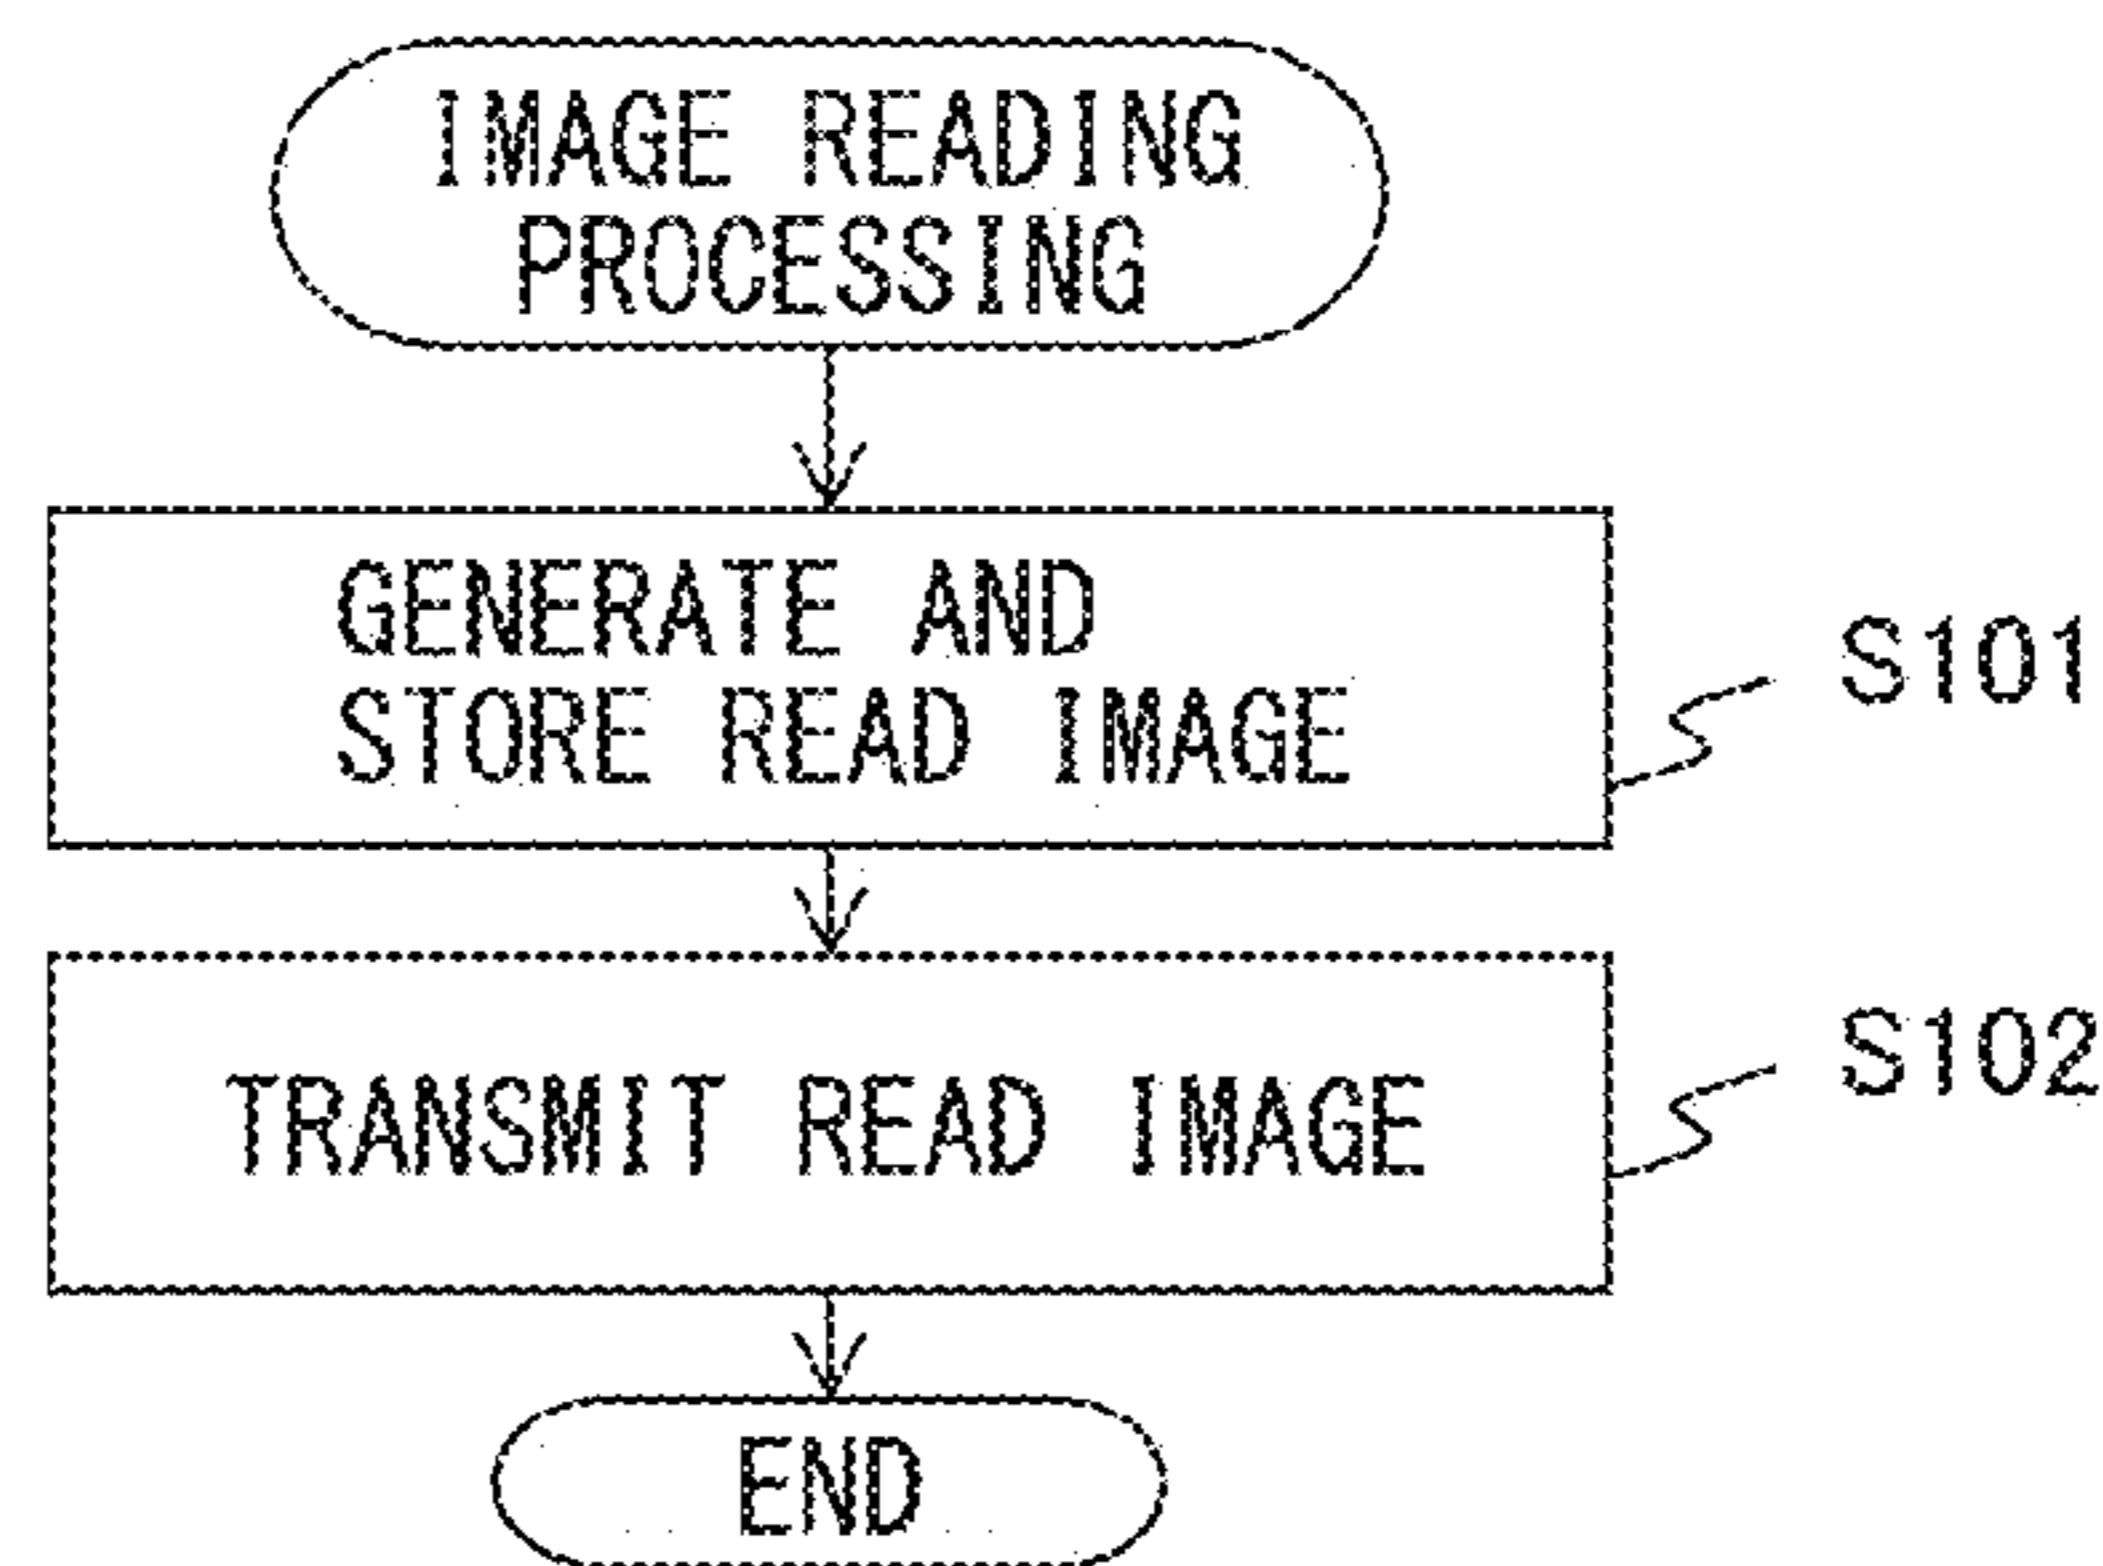 IMAGE READING
PROCESSING
GENERATE AND
STORE READ IMAGE
S101
TRANSMIT READ IMAGE
S102
END